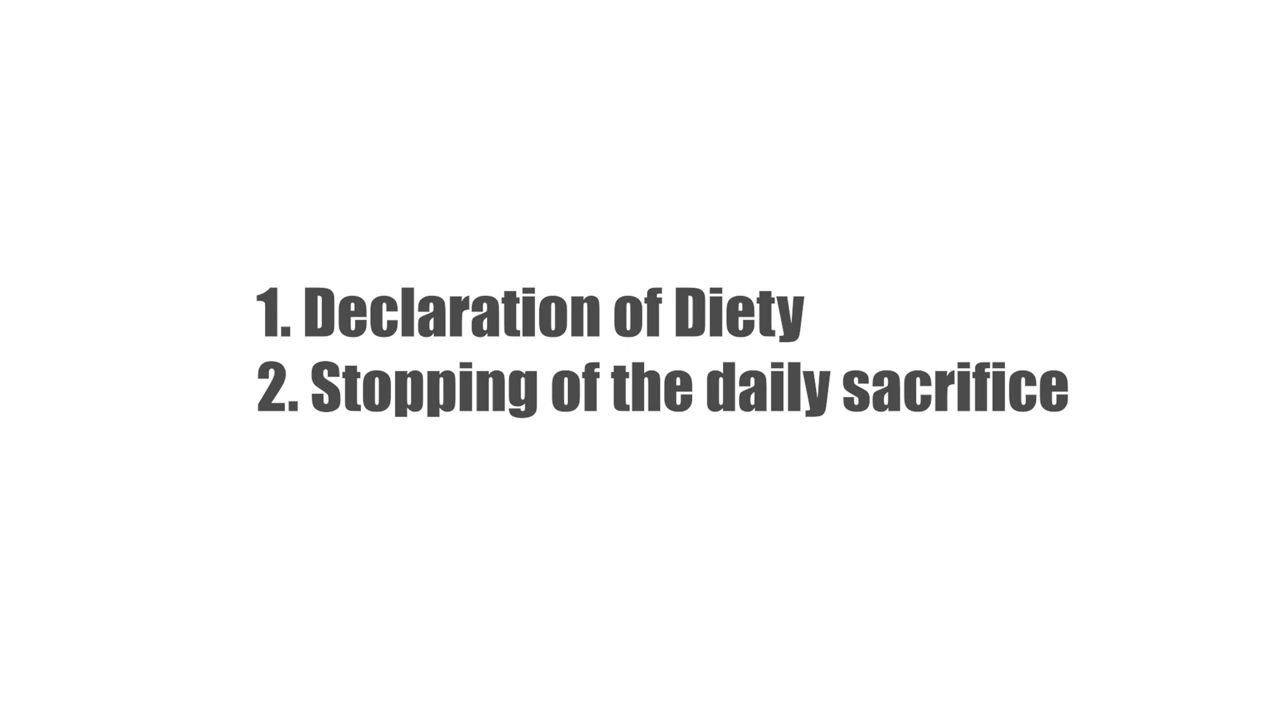 1. Declaration of Diety
2. Stopping of the daily sacrifice